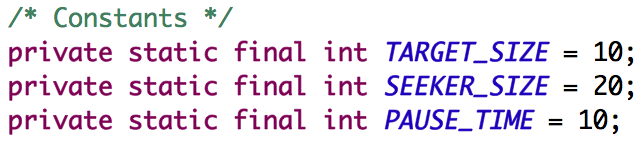 /* Constants */
private static final int TARGET_SIZE = 10;
private static final int SEEKER_SIZE = 20;
private static final int PAUSE_TIME = 10;